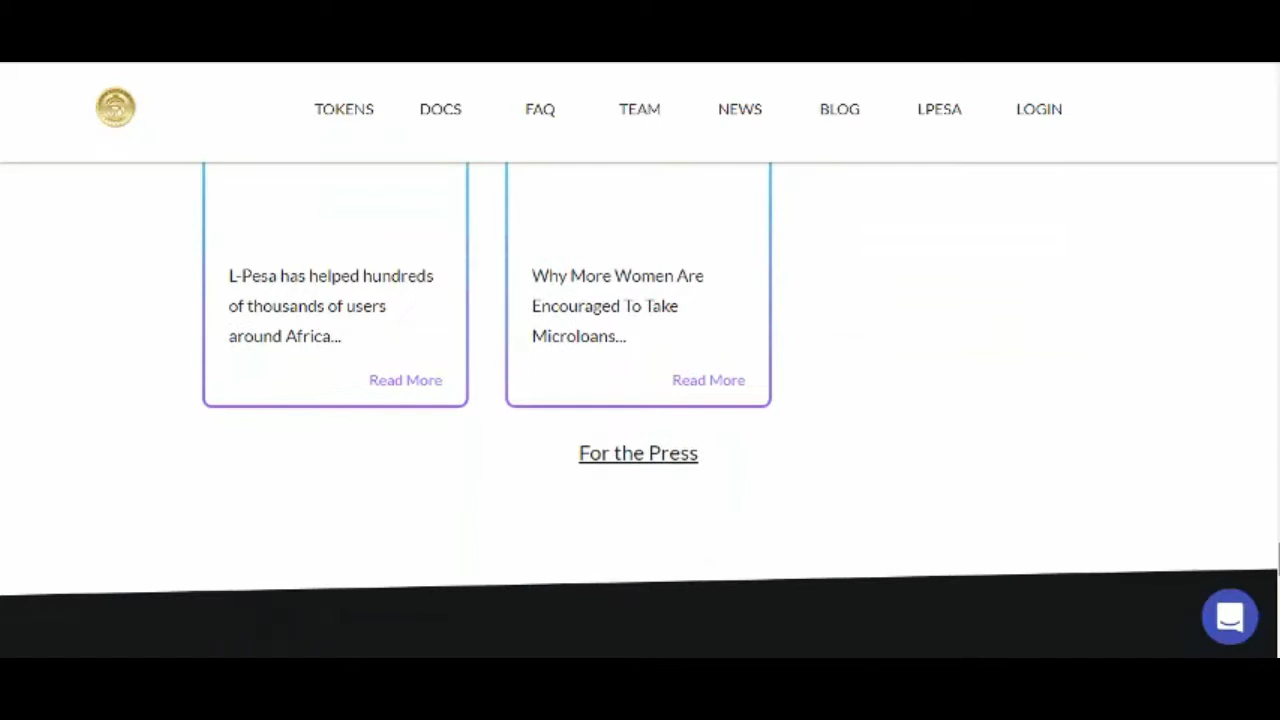 TOKENS DOCS FAQ TEAM NEWS BLOG LPESA LOGIN
L-Pesa has helped hundreds
of thousands of users
around Africa...
Read More
Why More Women Are
Encouraged To Take
Microloans...
Read More
For the Press